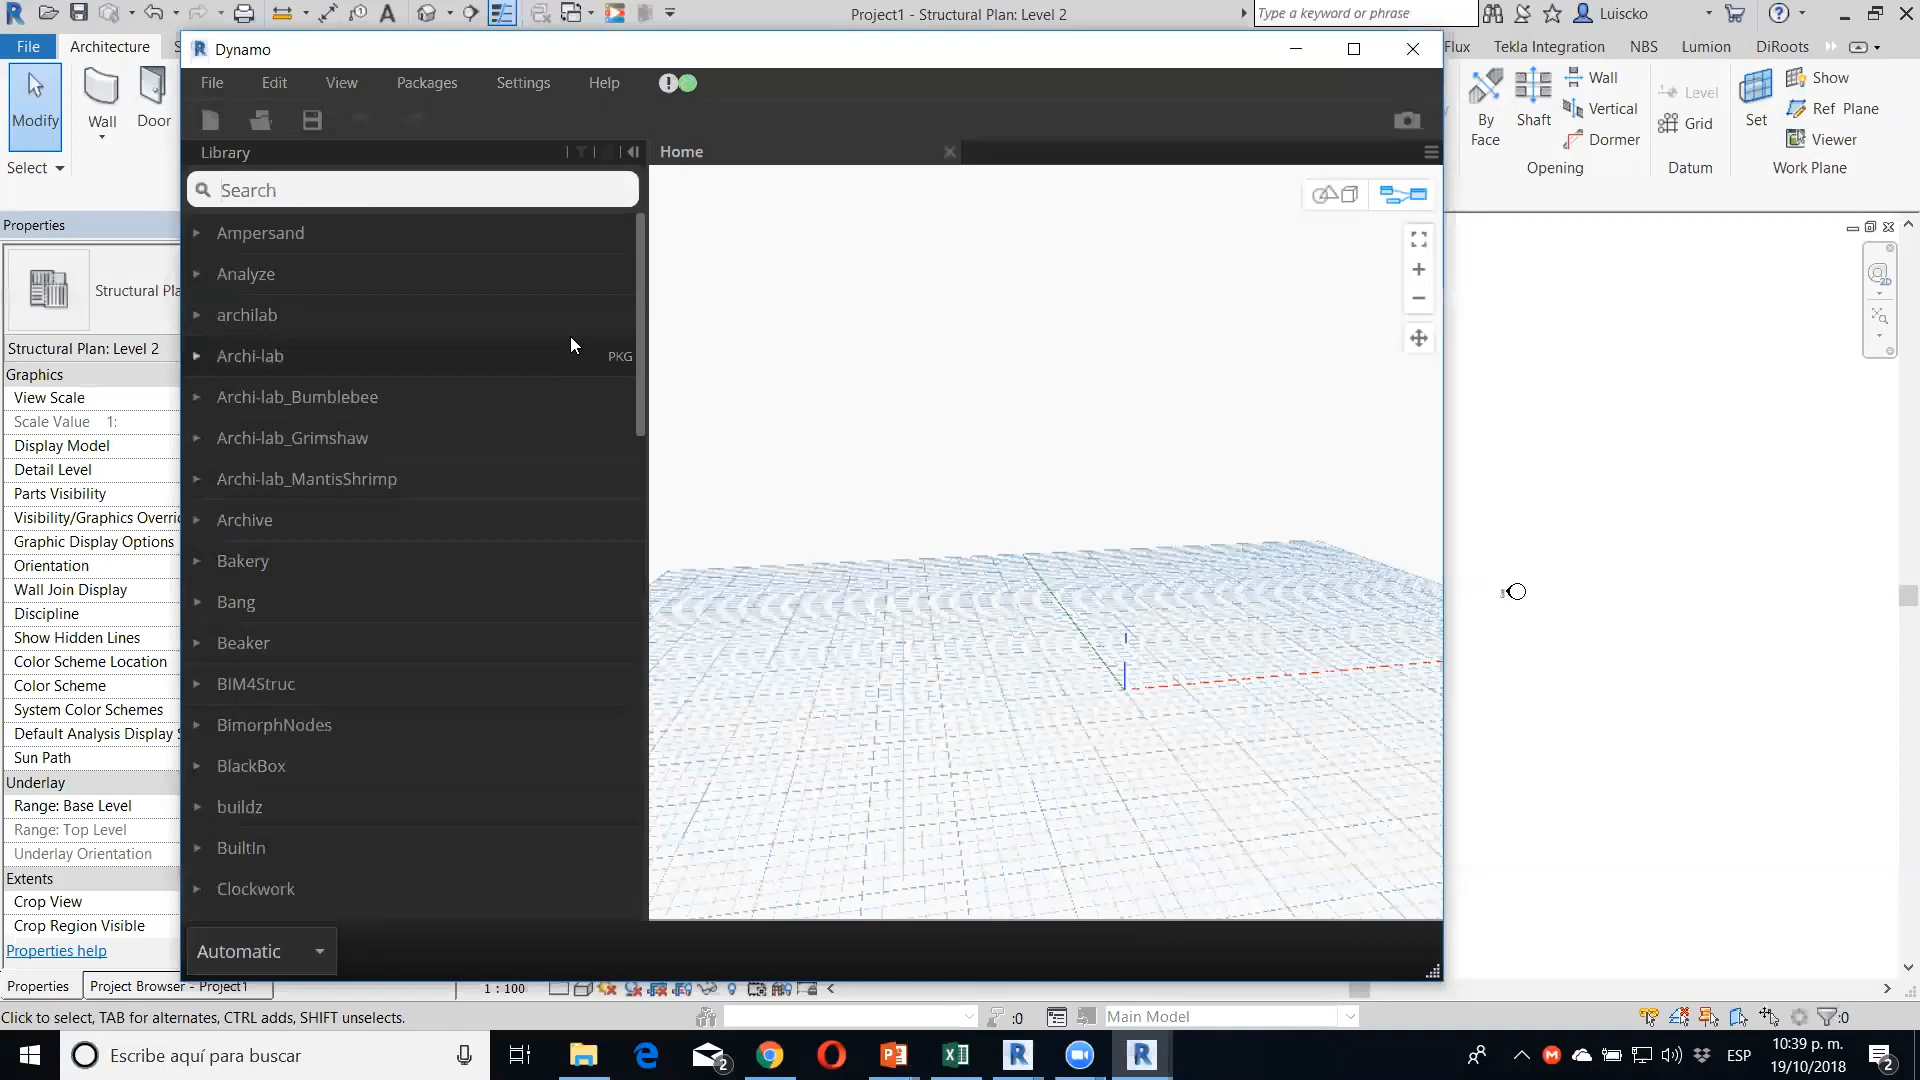 Project1 - Structural Plan: Level 2
Type a keyword or phrase
Luiscko
File
Architecture
Flux
Tekla Integration
NBS
Lumion
DiRoots
Modify
Wall
Door
Select
By
Face
Shaft
Wall
Vertical
Dormer
Opening
Level
Grid
Datum
Set
Show
Ref Plane
Viewer
Work Plane
Dynamo
File
Edit
View
Packages
Settings
Help
Library
Home
Search
Ampersand
Analyze
archilab
Archi-lab
PKG
Archi-lab_Bumblebee
Archi-lab_Grimshaw
Archi-lab_MantisShrimp
Archive
Bakery
Bang
Beaker
BIM4Struc
BimorphNodes
BlackBox
buildz
BuiltIn
Clockwork
Automatic
Properties
Structural Pla
Structural Plan: Level 2
Graphics
View Scale
Scale Value 1:
Display Model
Detail Level
Parts Visibility
Visibility/Graphics Overri
Graphic Display Options
Orientation
Wall Join Display
Discipline
Show Hidden Lines
Color Scheme Location
Color Scheme
System Color Schemes
Default Analysis Display S
Sun Path
Underlay
Range: Base Level
Range: Top Level
Underlay Orientation
Extents
Crop View
Crop Region Visible
Properties help
Properties
Project Browser - Project1
2D
1 : 100
Click to select, TAB for alternates, CTRL adds, SHIFT unselects.
:0
Main Model
:0
Escribe aquí para buscar
2
ESP
10:39 p. m.
19/10/2018
2